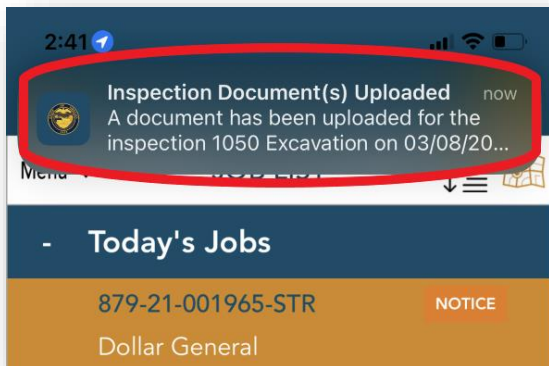 2:41
Inspection Document(s) Uploaded now
A document has been uploaded for the
inspection 1050 Excavation on 03/08/20...
Menu
- Today's Jobs
879-21-001965-STR NOTICE
Dollar General